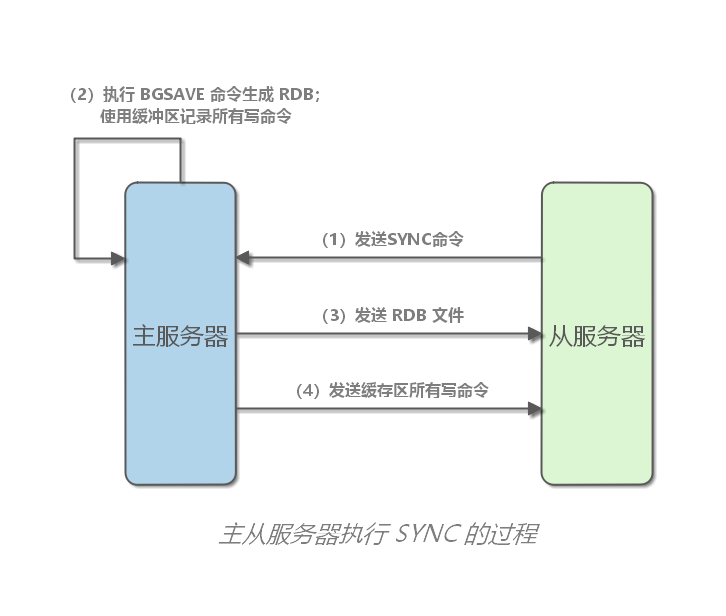 （2）执行 BGSAVE 命令生成 RDB；
使用缓冲区记录所有写命令
（1）发送SYNC命令
（3）发送 RDB 文件
主服务器
从服务器
（4）发送缓存区所有写命令
主从服务器执行 SYNC 的过程